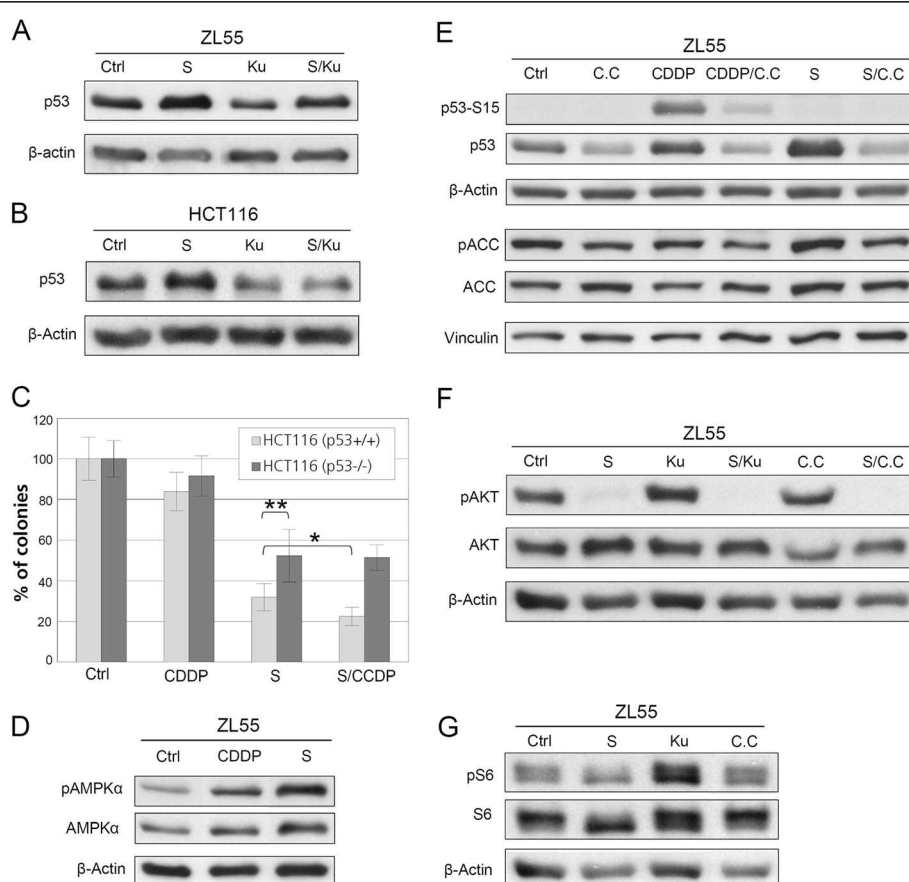 A
ZL55
Ctrl S Ku S/Ku
p53
β-actin
B
HCT116
Ctrl S Ku S/Ku
p53
β-Actin
C
120
100
80
60
40
20
0
% of colonies
HCT116 (p53+/+)
HCT116 (p53-/-)
**
*
Ctrl CDDP S S/CCDP
D
ZL55
Ctrl CDDP S
pAMPKα
AMPKα
β-Actin
E
ZL55
Ctrl C.C CDDP CDDP/C.C S S/C.C
p53-S15
p53
β-Actin
pACC
ACC
Vinculin
F
ZL55
Ctrl S Ku S/Ku C.C S/C.C
pAKT
AKT
β-Actin
G
ZL55
Ctrl S Ku C.C
pS6
S6
β-Actin